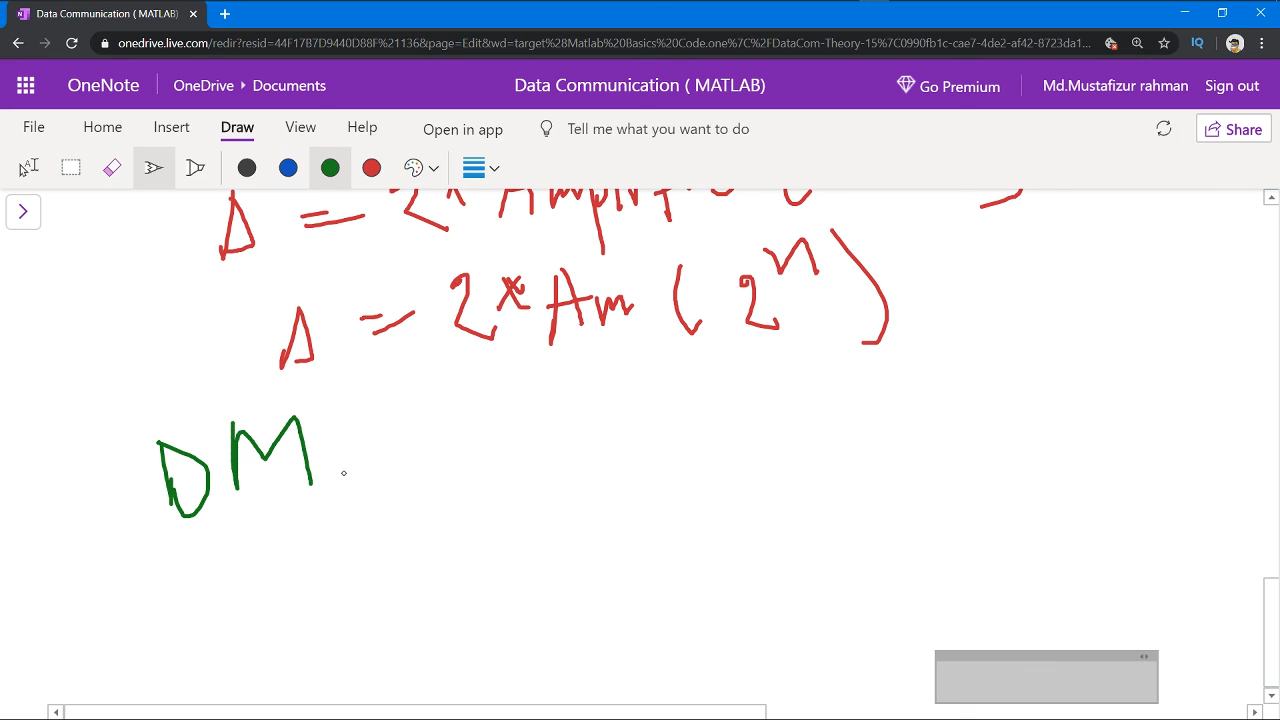 Data Communication (MATLAB)
onedrive.live.com/redir?resid=44F17B7D9440D88F%21136&page=Edit&wd=target%28Matlab%20Basics%20Code.one%7C%2FDataCom-Theory-15%7C0990fb1c-cae7-4de2-af42-8723da1...
OneNote OneDrive Documents Data Communication ( MATLAB) Go Premium Md.Mustafizur rahman Sign out
File Home Insert Draw View Help Open in app Tell me what you want to do Share
Δ = 2 x
Δ = 2 x Am ( 2^n )
DM